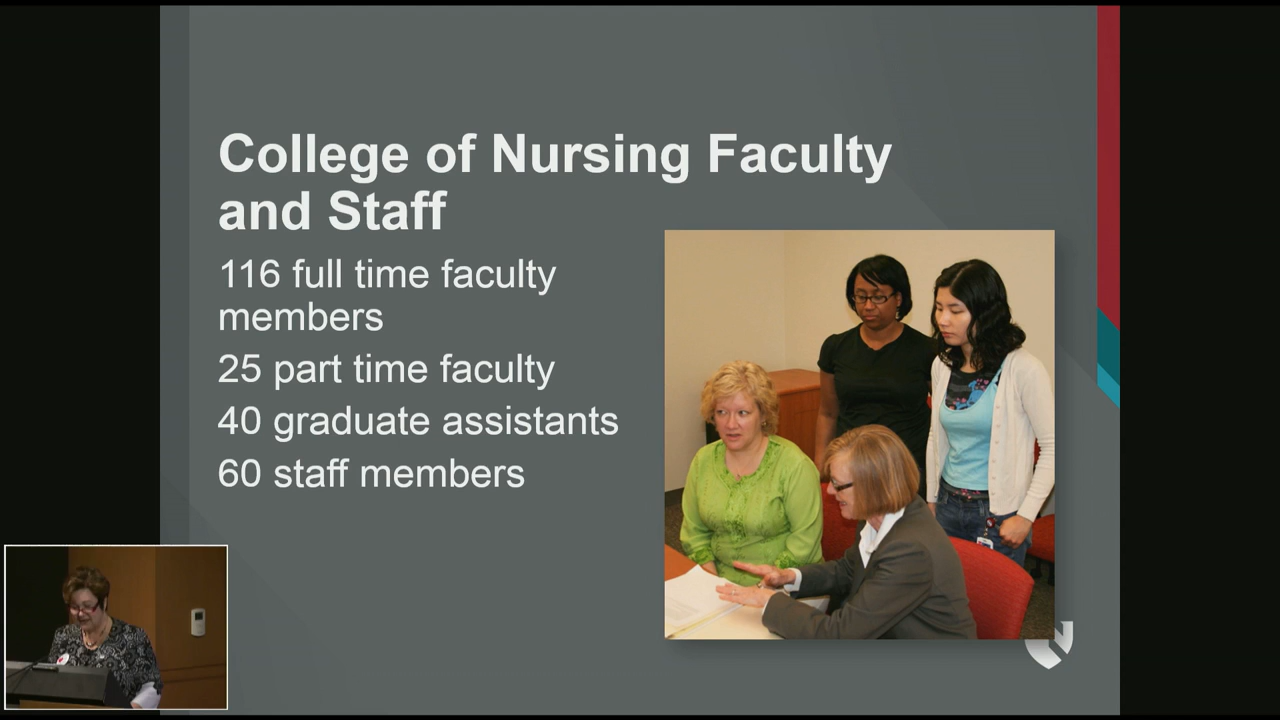 College of Nursing Faculty
and Staff
116 full time faculty
members
25 part time faculty
40 graduate assistants
60 staff members